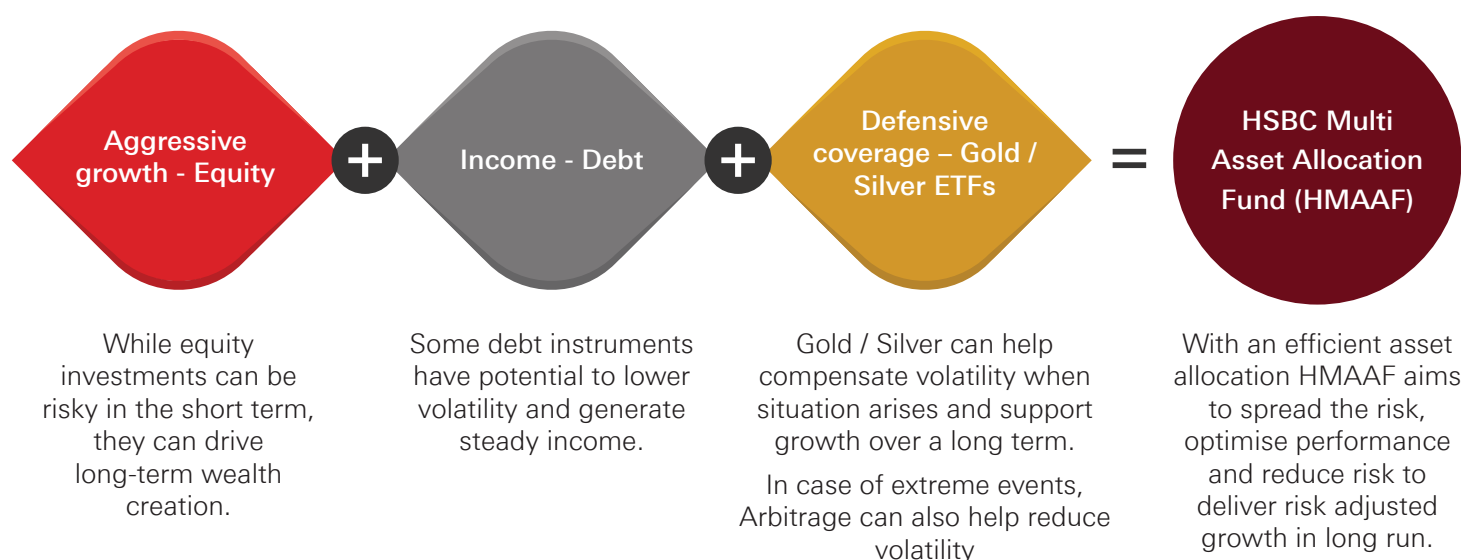 Aggressive
growth - Equity
+
Income - Debt
+
Defensive
coverage – Gold /
Silver ETFs
=
HSBC Multi
Asset Allocation
Fund (HMAAF)
While equity
investments can be
risky in the short term,
they can drive
long-term wealth
creation.
Some debt instruments
have potential to lower
volatility and generate
steady income.
Gold / Silver can help
compensate volatility when
situation arises and support
growth over a long term.
In case of extreme events,
Arbitrage can also help reduce
volatility
With an efficient asset
allocation HMAAF aims
to spread the risk,
optimise performance
and reduce risk to
deliver risk adjusted
growth in long run.